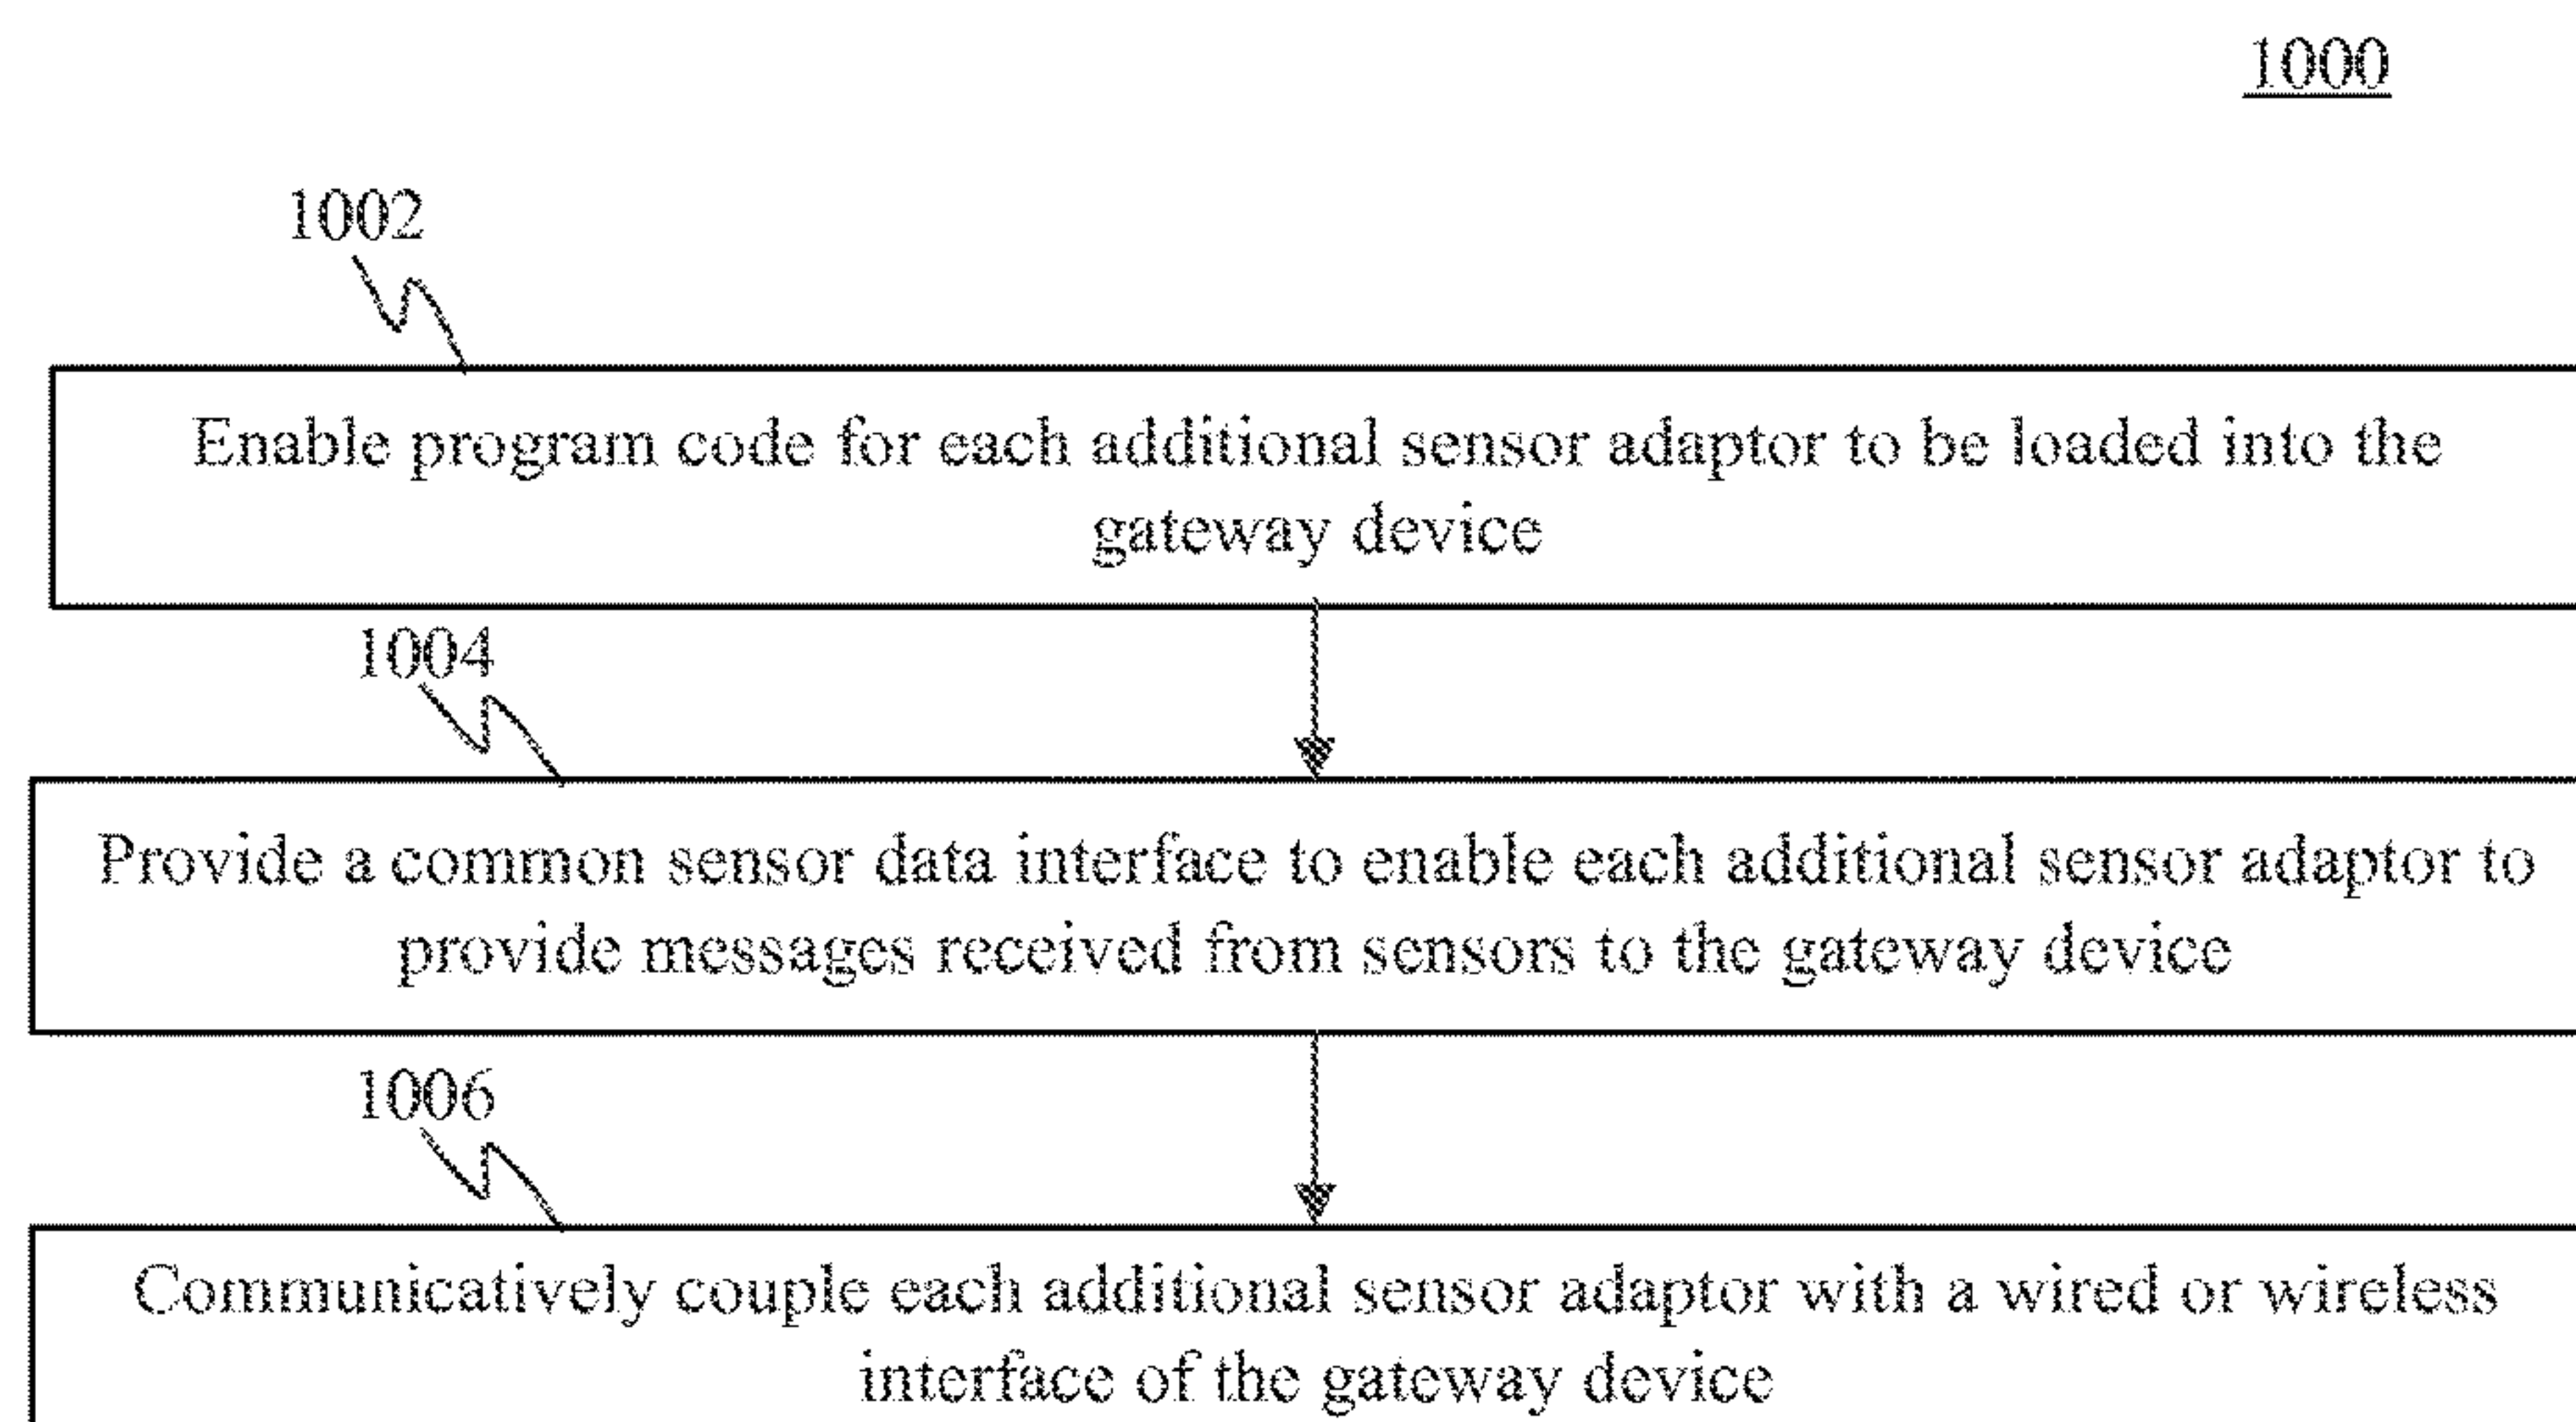 1000
1002
Enable program code for each additional sensor adaptor to be loaded into the
gateway device
1004
Provide a common sensor data interface to enable each additional sensor adaptor to
provide messages received from sensors to the gateway device
1006
Communicatively couple each additional sensor adaptor with a wired or wireless
interface of the gateway device